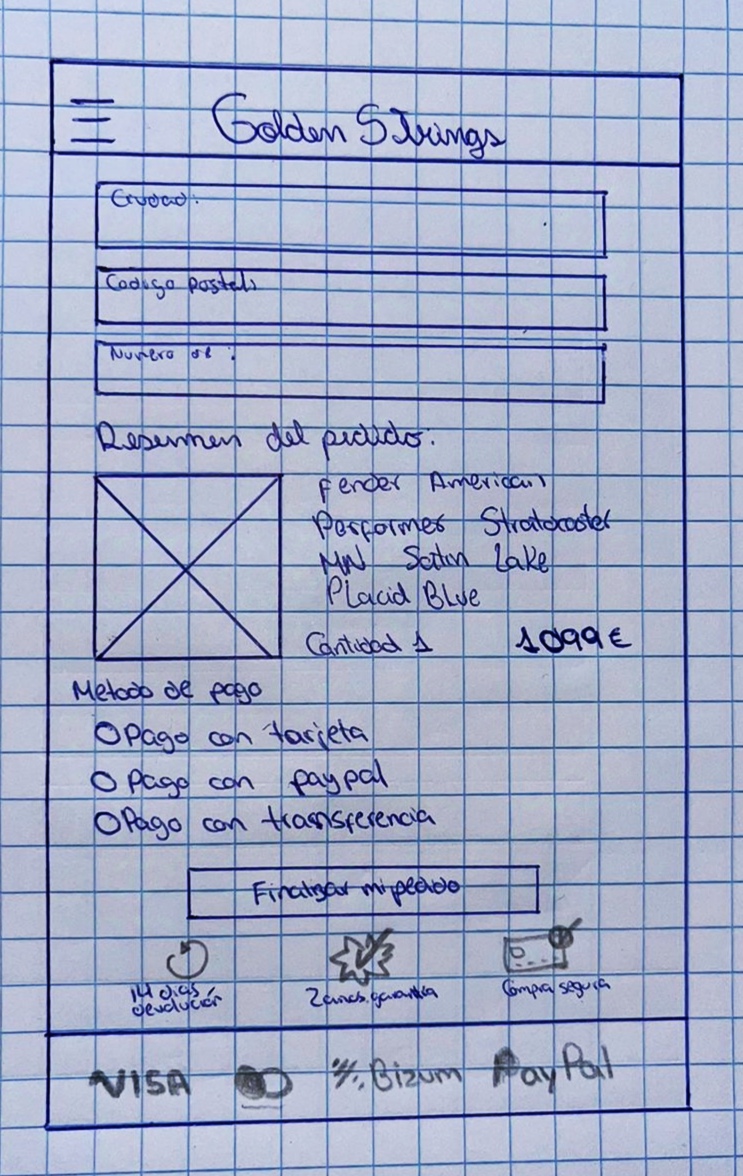 Golden Strings
Ciudad:
Codigo postal:
Numero de :
Resumen del pedido.
Fender American
Performer Stratocaster
MN Satin Lake
Placid Blue
Cantidad 1 1099€
Metodo de pago
Pago con tarjeta
Pago con paypal
Pago con transferencia
Finalizar mi pedido
14 dias
devolución
2 anos garantia
Compra segura
VISA Bizum PayPal